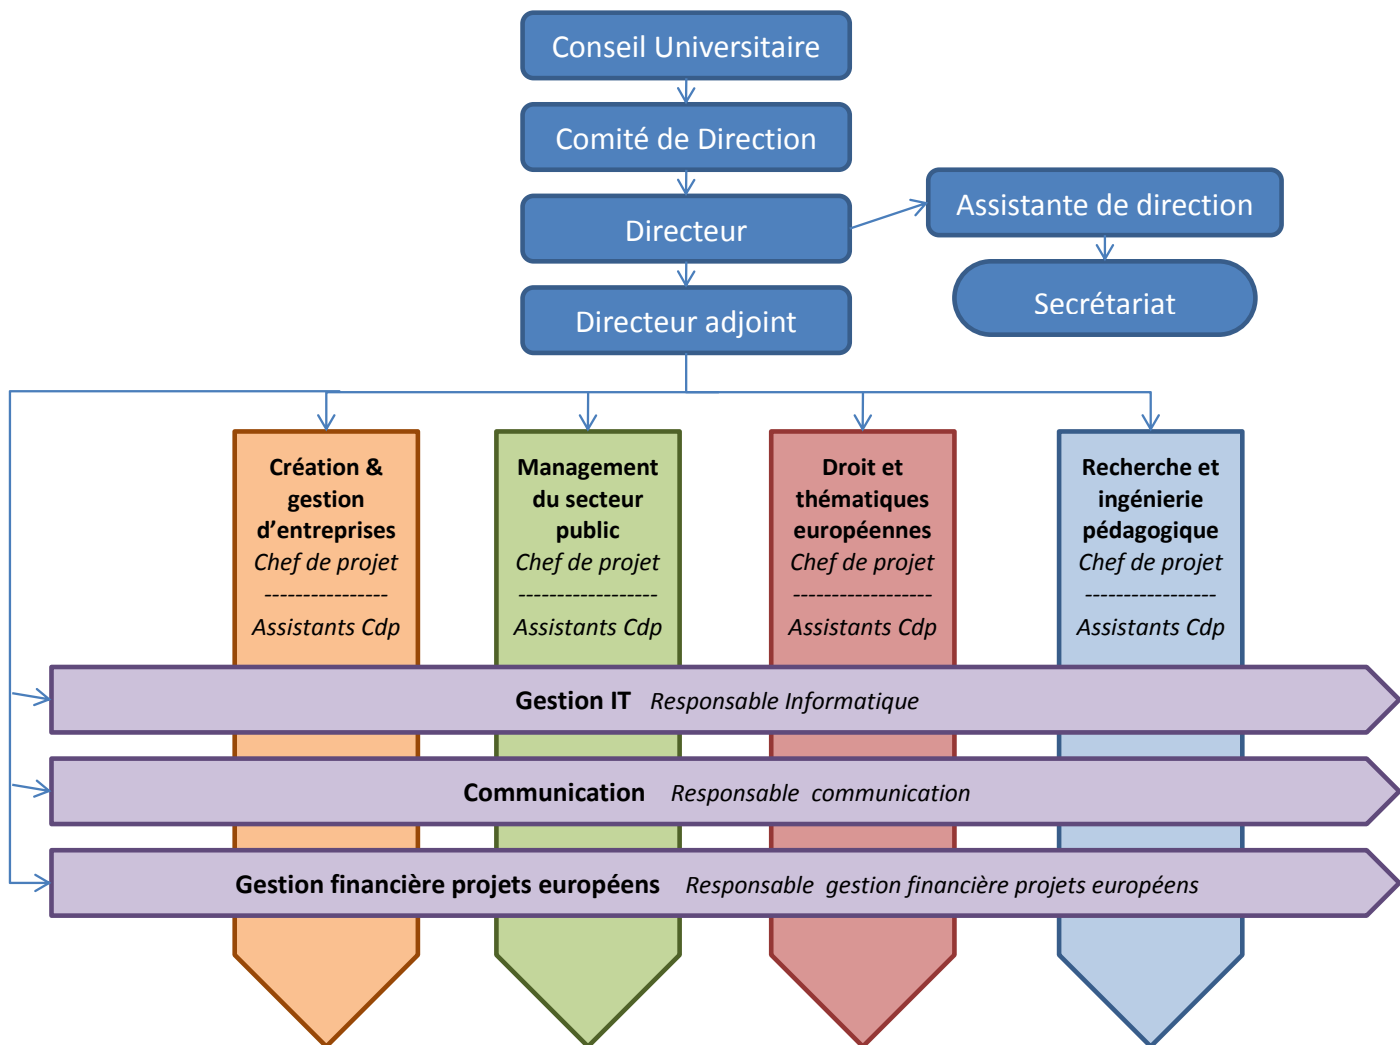 Conseil Universitaire
Comité de Direction
Directeur
Assistante de direction
Secrétariat
Directeur adjoint
Création &
gestion
d’entreprises
Chef de projet
----------------
Assistants Cdp
Management
du secteur
public
Chef de projet
------------------
Assistants Cdp
Droit et
thématiques
européennes
Chef de projet
------------------
Assistants Cdp
Recherche et
ingénierie
pédagogique
Chef de projet
-----------------
Assistants Cdp
Gestion IT Responsable Informatique
Communication Responsable communication
Gestion financière projets européens Responsable gestion financière projets européens